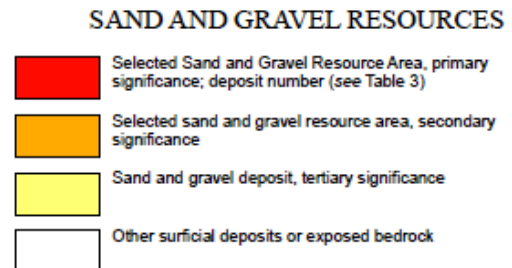 SAND AND GRAVEL RESOURCES
Selected Sand and Gravel Resource Area, primary
significance; deposit number (see Table 3)
Selected sand and gravel resource area, secondary
significance
Sand and gravel deposit, tertiary significance
Other surficial deposits or exposed bedrock